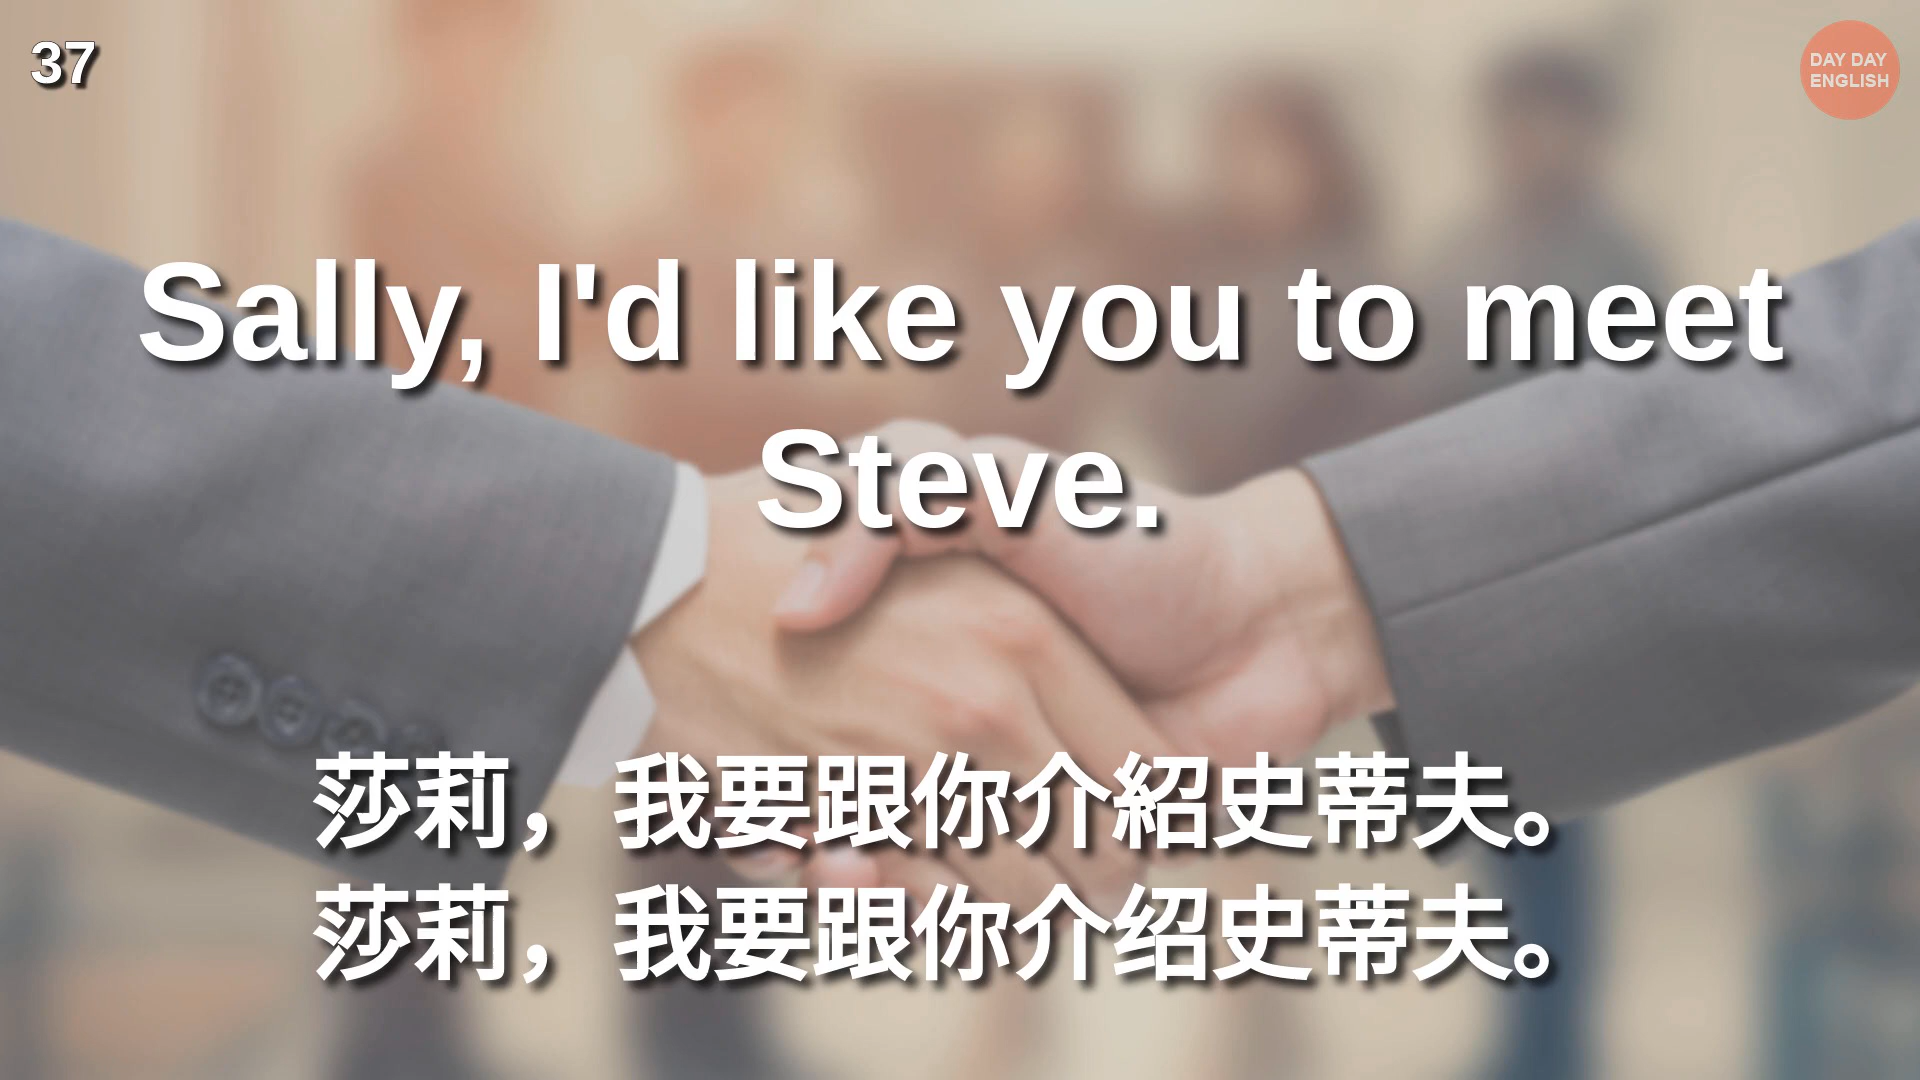 37
DAY DAY
ENGLISH
Sally, I'd like you to meet
Steve.
莎莉，我要跟你介紹史蒂夫。
莎莉，我要跟你介绍史蒂夫。